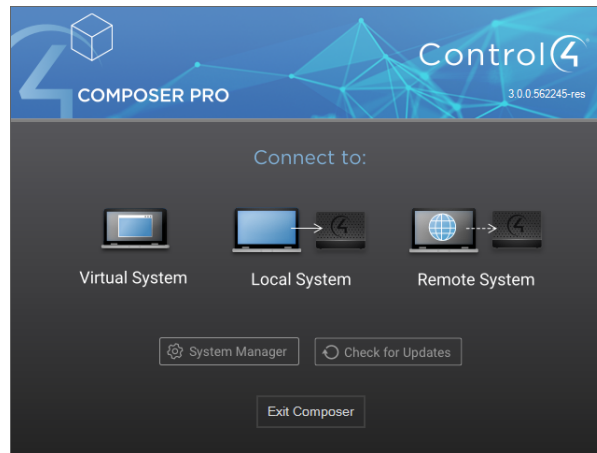 Control4
COMPOSER PRO
3.0.0.562245-res
Connect to:
Virtual System
Local System
Remote System
System Manager
Check for Updates
Exit Composer